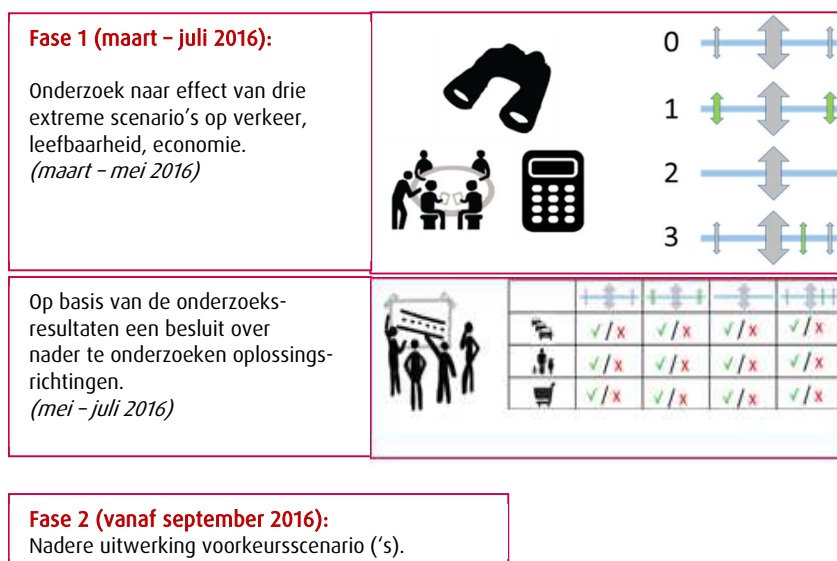 Fase 1 (maart – juli 2016):
Onderzoek naar effect van drie
extreme scenario's op verkeer,
leefbaarheid, economie.
(maart – mei 2016)
0
1
2
3
Op basis van de onderzoeks-
resultaten een besluit over
nader te onderzoeken oplossings-
richtingen.
(mei – juli 2016)
√/x √/x √/x √/x
√/x √/x √/x √/x
√/x √/x √/x √/x
Fase 2 (vanaf september 2016):
Nadere uitwerking voorkeursscenario ('s).